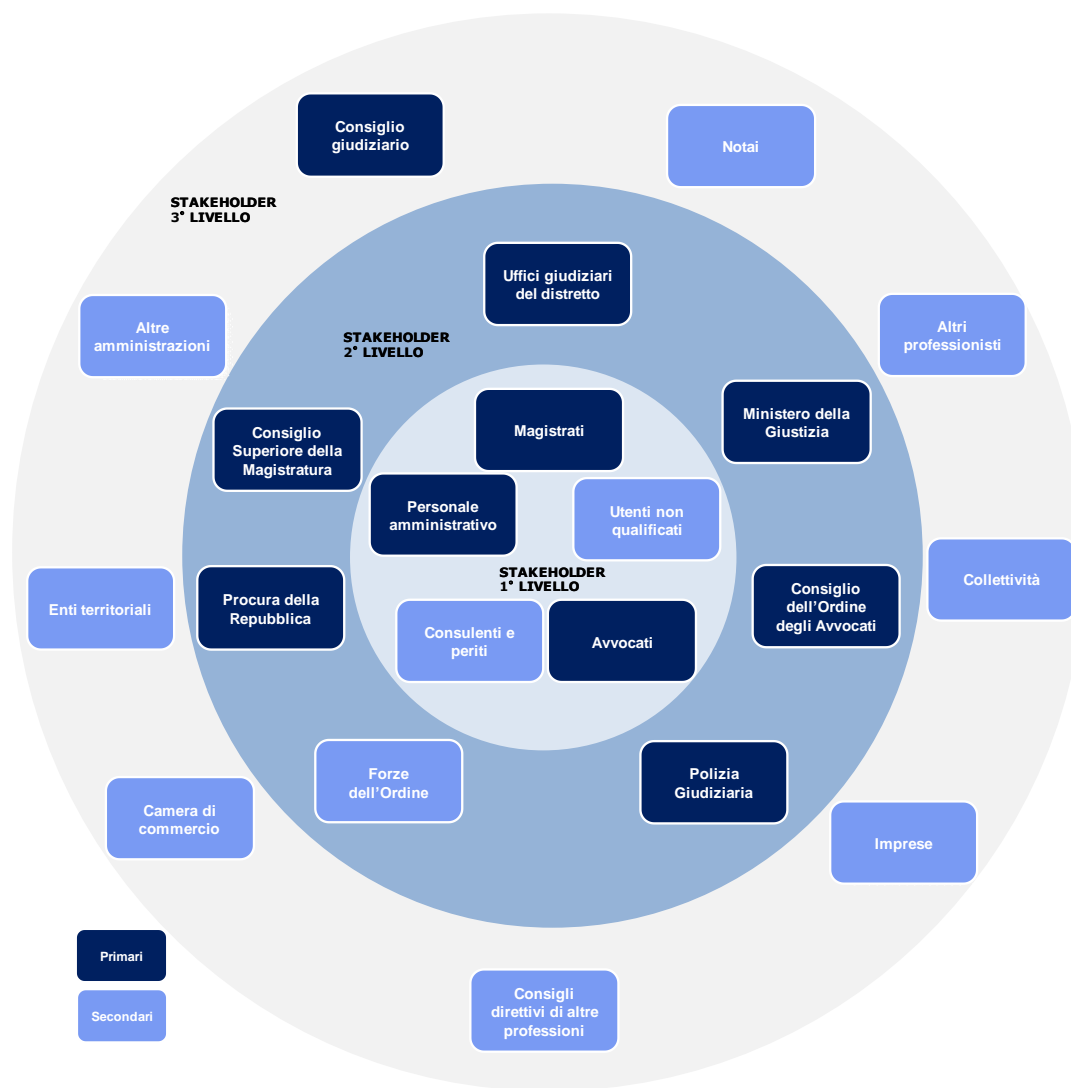 Consiglio
giudiziario
Notai
STAKEHOLDER
3° LIVELLO
Uffici giudiziari
del distretto
Altre
amministrazioni
Altri
professionisti
STAKEHOLDER
2° LIVELLO
Magistrati
Ministero della
Giustizia
Consiglio
Superiore della
Magistratura
Personale
amministrativo
Utenti non
qualificati
STAKEHOLDER
1° LIVELLO
Collettività
Enti territoriali
Procura della
Repubblica
Consiglio
dell’Ordine
degli Avvocati
Consulenti e
periti
Avvocati
Forze
dell’Ordine
Polizia
Giudiziaria
Camera di
commercio
Imprese
Primari
Secondari
Consigli
direttivi di altre
professioni